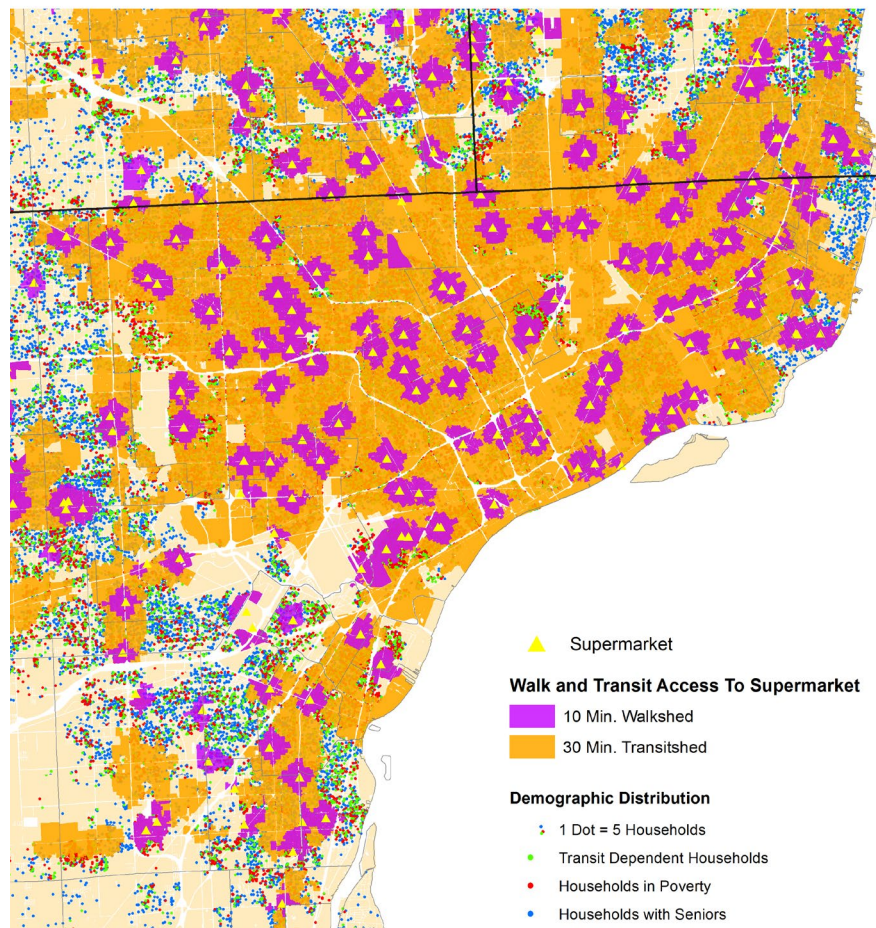 Supermarket
Walk and Transit Access To Supermarket
10 Min. Walkshed
30 Min. Transitshed
Demographic Distribution
1 Dot = 5 Households
Transit Dependent Households
Households in Poverty
Households with Seniors